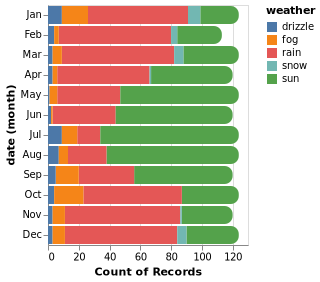 weather
drizzle
fog
rain
snow
sun
date (month)
Jan
Feb
Mar
Apr
May
Jun
Jul
Aug
Sep
Oct
Nov
Dec
0 20 40 60 80 100 120
Count of Records